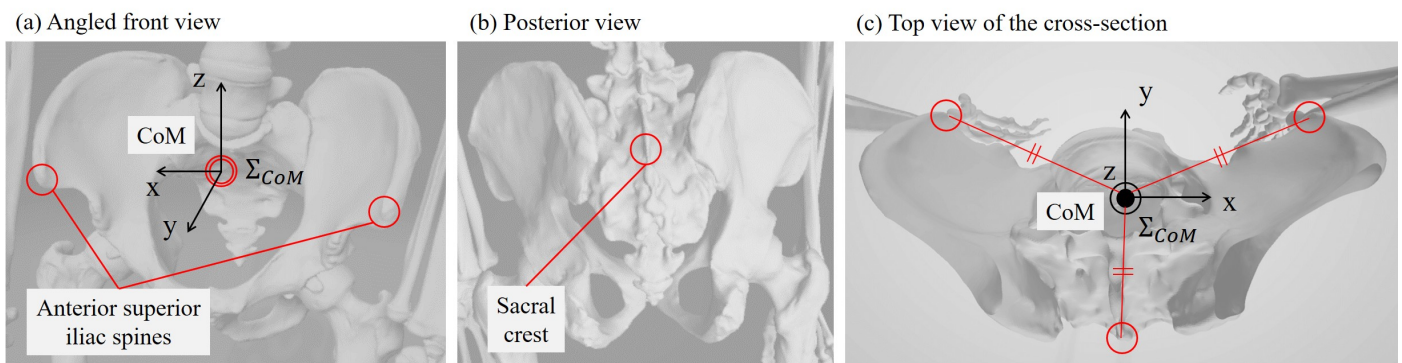 (a) Angled front view
z
CoM
x
Σ_CoM
y
Anterior superior
iliac spines
(b) Posterior view
Sacral
crest
(c) Top view of the cross-section
y
z
CoM
x
Σ_CoM